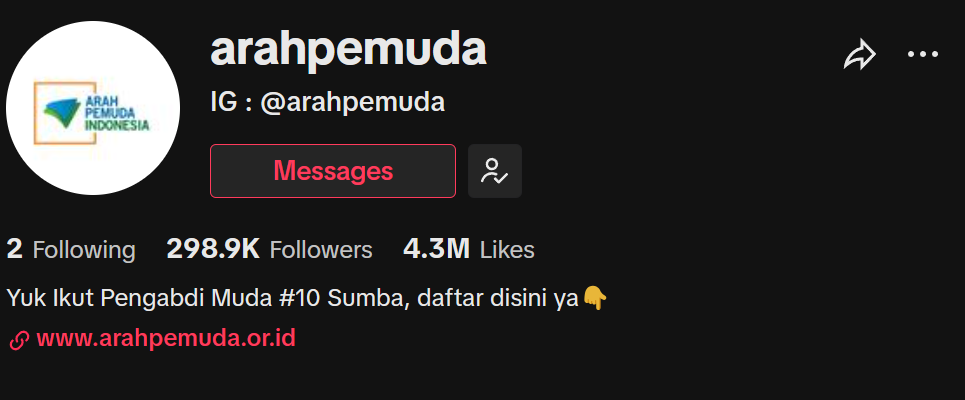 arahpemuda
IG : @arahpemuda
ARAH
PEMUDA
INDONESIA
Messages
2 Following 298.9K Followers 4.3M Likes
Yuk Ikut Pengabdi Muda #10 Sumba, daftar disini ya👇
www.arahpemuda.or.id